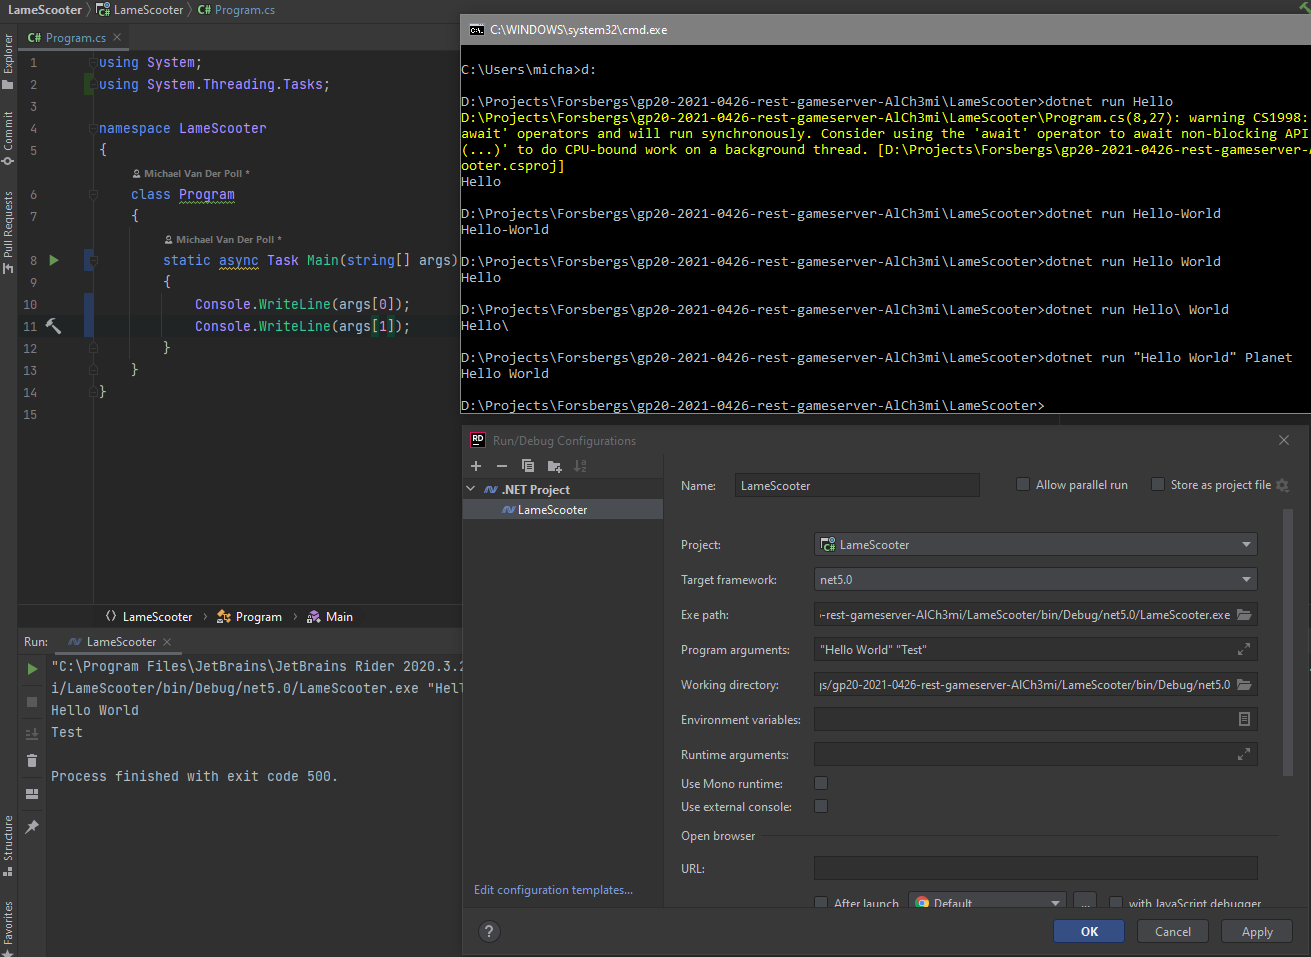 LameScooter LameScooter C# Program.cs
C# Program.cs
Explorer
Commit
Pull Requests
Structure
Favorites
1 using System;
2 using System.Threading.Tasks;
3
4 namespace LameScooter
5 {
Michael Van Der Poll *
6 class Program
7 {
Michael Van Der Poll *
8 static async Task Main(string[] args)
9 {
10 Console.WriteLine(args[0]);
11 Console.WriteLine(args[1]);
12 }
13 }
14 }
15
LameScooter Program Main
Run: LameScooter
"C:\Program Files\JetBrains\JetBrains Rider 2020.3.2
i/LameScooter/bin/Debug/net5.0/LameScooter.exe "Hell
Hello World
Test
Process finished with exit code 500.
C:\WINDOWS\system32\cmd.exe
C:\Users\micha>d:
D:\Projects\Forsbergs\gp20-2021-0426-rest-gameserver-AlCh3mi\LameScooter>dotnet run Hello
D:\Projects\Forsbergs\gp20-2021-0426-rest-gameserver-AlCh3mi\LameScooter\Program.cs(8,27): warning CS1998:
await' operators and will run synchronously. Consider using the 'await' operator to await non-blocking API
(...)' to do CPU-bound work on a background thread. [D:\Projects\Forsbergs\gp20-2021-0426-rest-gameserver-A
ooter.csproj]
Hello
D:\Projects\Forsbergs\gp20-2021-0426-rest-gameserver-AlCh3mi\LameScooter>dotnet run Hello-World
Hello-World
D:\Projects\Forsbergs\gp20-2021-0426-rest-gameserver-AlCh3mi\LameScooter>dotnet run Hello World
Hello
D:\Projects\Forsbergs\gp20-2021-0426-rest-gameserver-AlCh3mi\LameScooter>dotnet run Hello\ World
Hello\
D:\Projects\Forsbergs\gp20-2021-0426-rest-gameserver-AlCh3mi\LameScooter>dotnet run "Hello World" Planet
Hello World
D:\Projects\Forsbergs\gp20-2021-0426-rest-gameserver-AlCh3mi\LameScooter>
RD Run/Debug Configurations
.NET Project
LameScooter
Edit configuration templates...
Name: LameScooter Allow parallel run Store as project file
Project: C# LameScooter
Target framework: net5.0
Exe path: -rest-gameserver-AlCh3mi/LameScooter/bin/Debug/net5.0/LameScooter.exe
Program arguments: "Hello World" "Test"
Working directory: s/gp20-2021-0426-rest-gameserver-AlCh3mi/LameScooter/bin/Debug/net5.0
Environment variables:
Runtime arguments:
Use Mono runtime:
Use external console:
Open browser
URL:
After launch Default ... with JavaScript debugger
? OK Cancel Apply